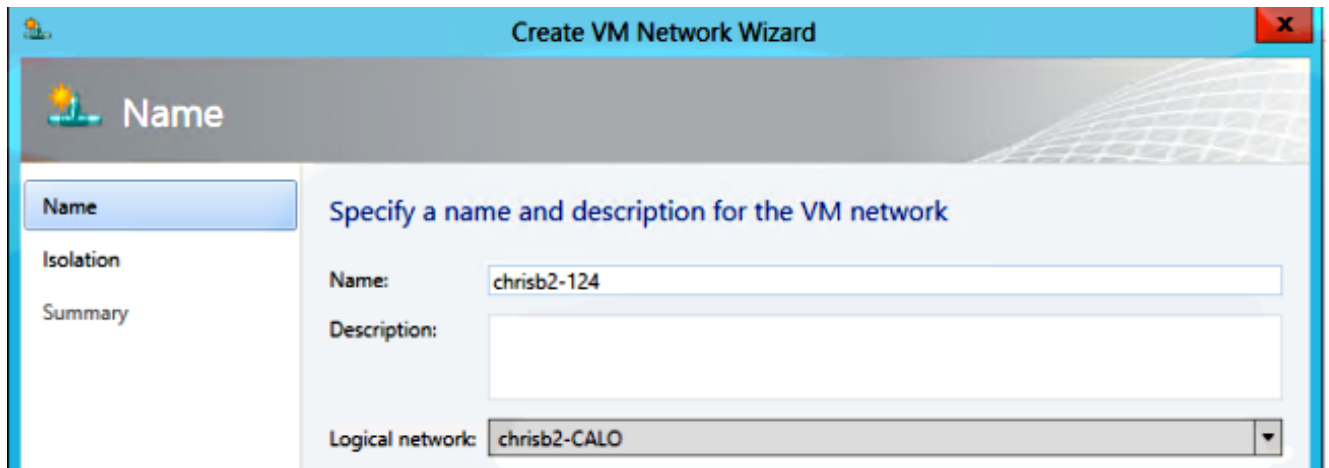 Create VM Network Wizard
x
Name
Name
Isolation
Summary
Specify a name and description for the VM network
Name: chrisb2-124
Description:
Logical network: chrisb2-CALO